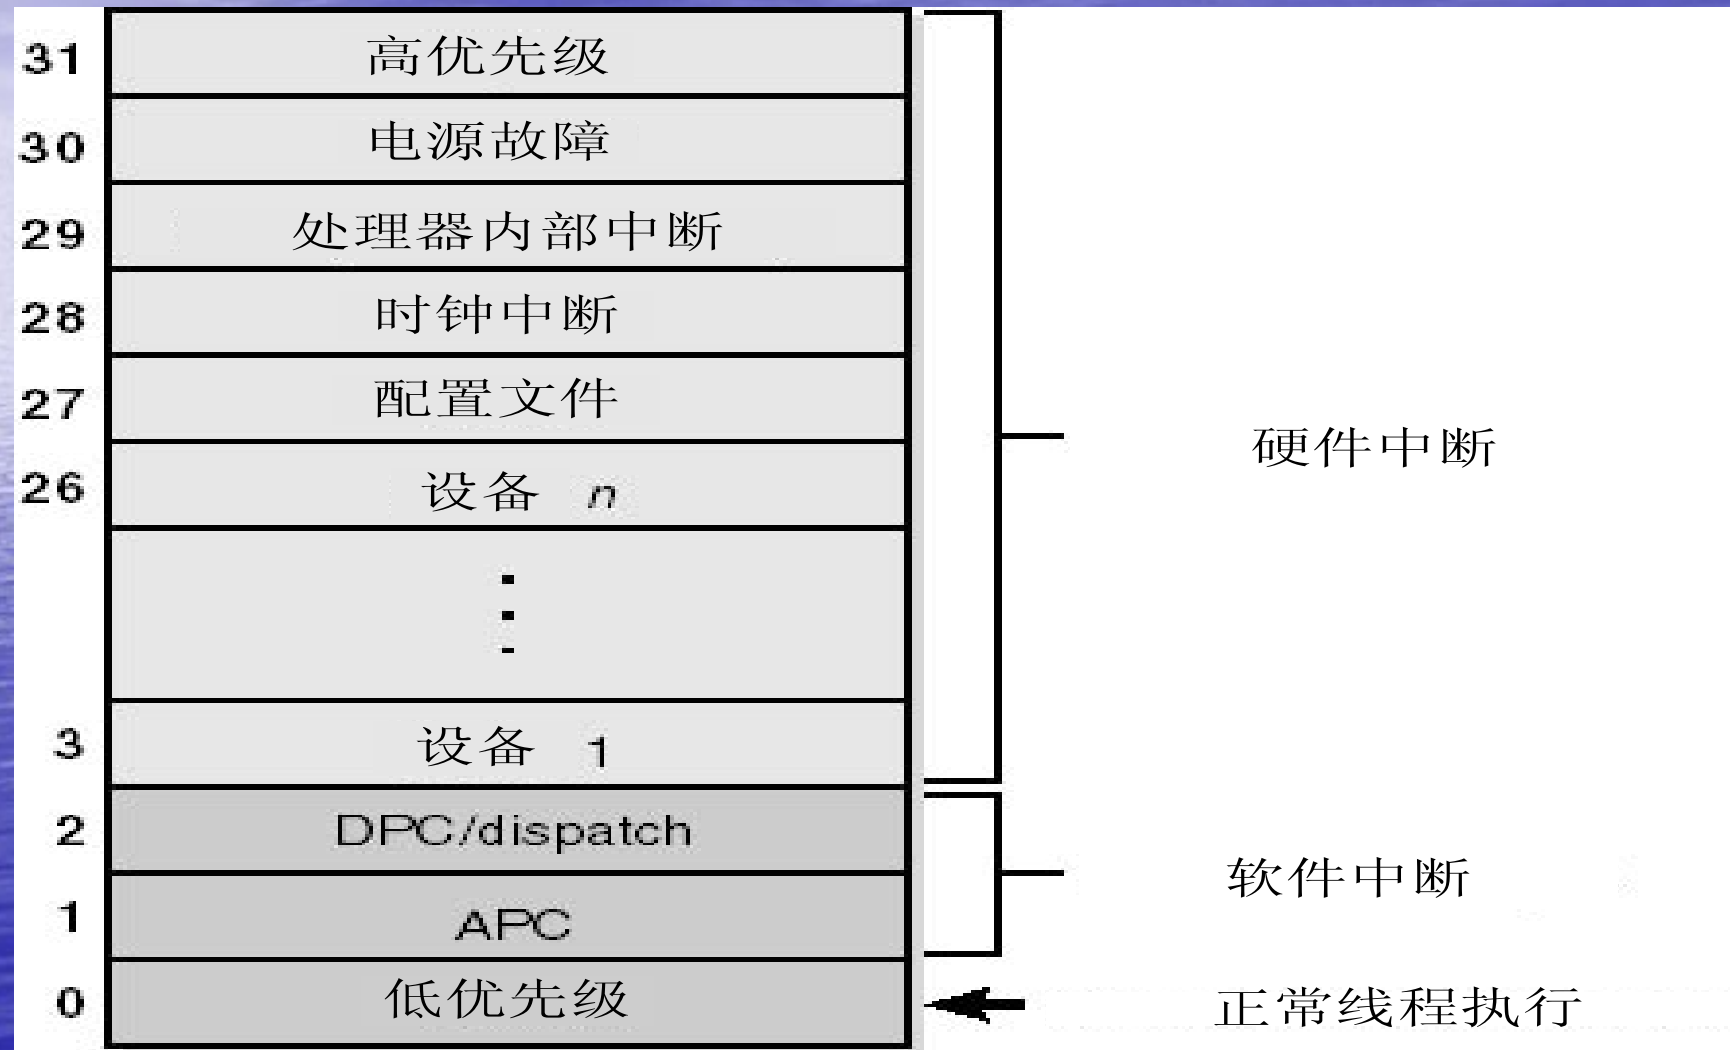 31 高优先级
30 电源故障
29 处理器内部中断
28 时钟中断
27 配置文件
硬件中断
26 设备 n
3 设备 1
2 DPC/dispatch
软件中断
1 APC
0 低优先级
正常线程执行